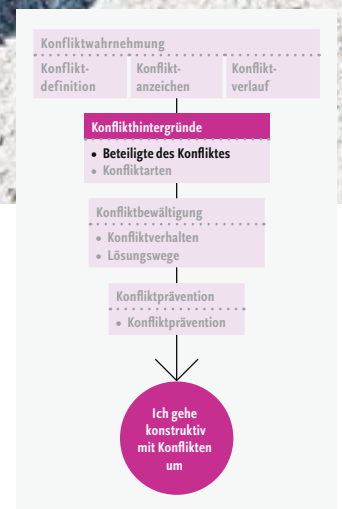 Konfliktwahrnehmung
Konflikt-
definition
Konflikt-
anzeichen
Konflikt-
verlauf
Konflikthintergründe
• Beteiligte des Konfliktes
• Konfliktarten
Konfliktbewältigung
• Konfliktverhalten
• Lösungswege
Konfliktprävention
• Konfliktprävention
Ich gehe
konstruktiv
mit Konflikten
um